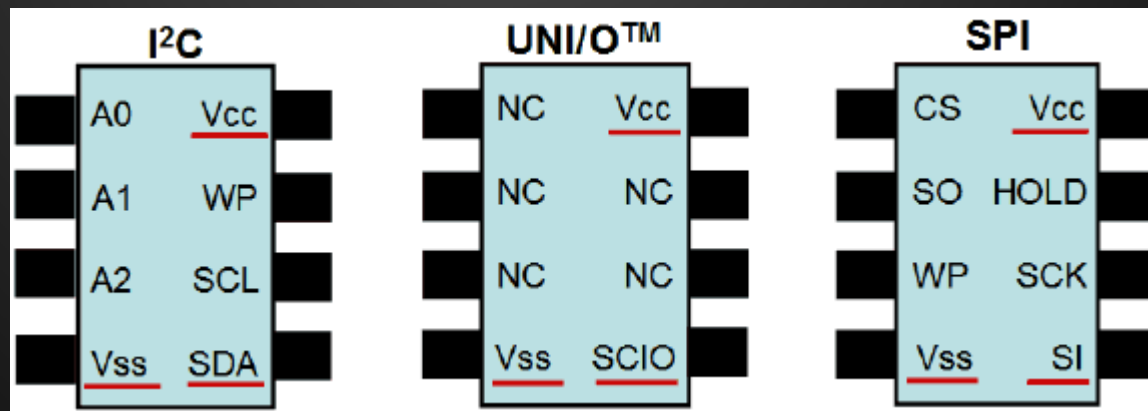 I²C UNI/O™ SPI
A0 Vcc NC Vcc CS Vcc
A1 WP NC NC SO HOLD
A2 SCL NC NC WP SCK
Vss SDA Vss SCIO Vss SI